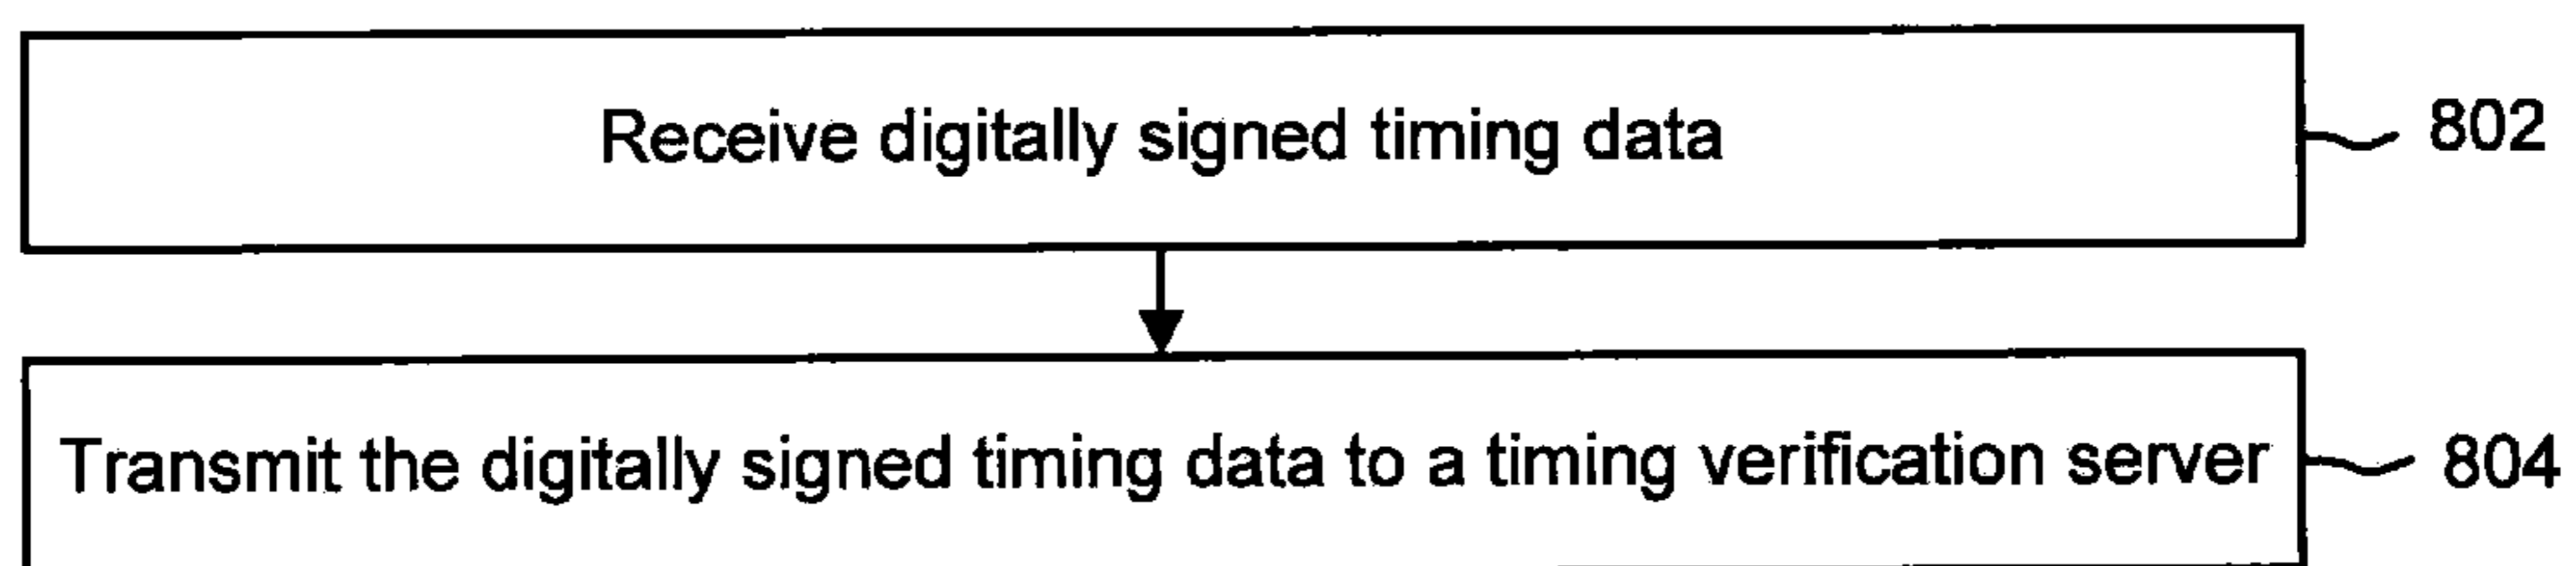 Receive digitally signed timing data
802
Transmit the digitally signed timing data to a timing verification server
804